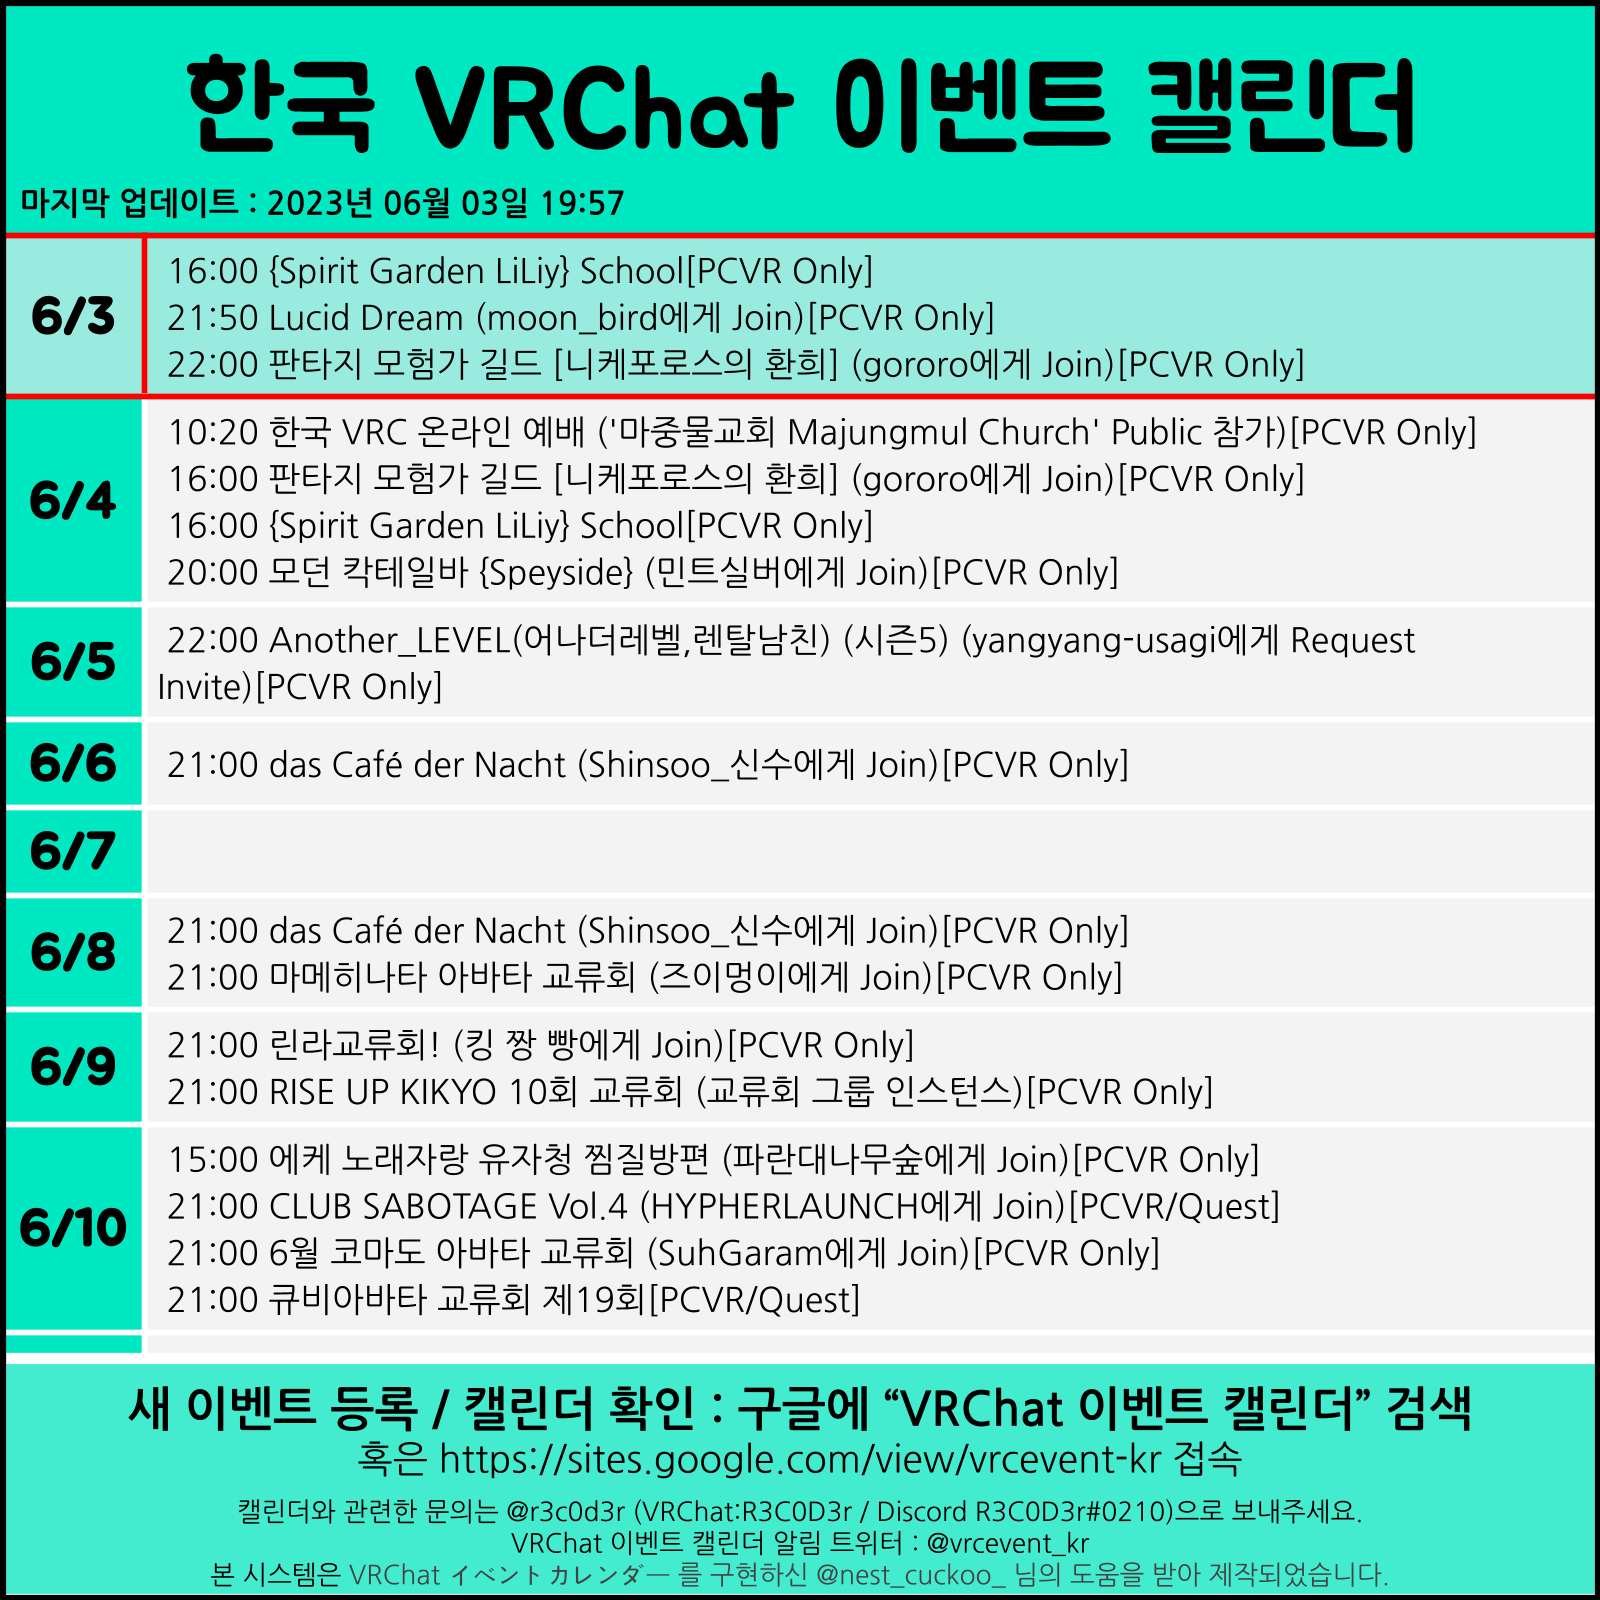 한국 VRChat 이벤트 캘린더
마지막 업데이트 : 2023년 06월 03일 19:57
6/3
16:00 {Spirit Garden LiLiy} School[PCVR Only]
21:50 Lucid Dream (moon_bird에게 Join)[PCVR Only]
22:00 판타지 모험가 길드 [니케포로스의 환희] (gororo에게 Join)[PCVR Only]
6/4
10:20 한국 VRC 온라인 예배 ('마중물교회 Majungmul Church' Public 참가)[PCVR Only]
16:00 판타지 모험가 길드 [니케포로스의 환희] (gororo에게 Join)[PCVR Only]
16:00 {Spirit Garden LiLiy} School[PCVR Only]
20:00 모던 칵테일바 {Speyside} (민트실버에게 Join)[PCVR Only]
6/5
22:00 Another_LEVEL(어나더레벨,렌탈남친) (시즌5) (yangyang-usagi에게 Request
Invite)[PCVR Only]
6/6
21:00 das Café der Nacht (Shinsoo_신수에게 Join)[PCVR Only]
6/7
6/8
21:00 das Café der Nacht (Shinsoo_신수에게 Join)[PCVR Only]
21:00 마메히나타 아바타 교류회 (즈이멍이에게 Join)[PCVR Only]
6/9
21:00 린라교류회! (킹 짱 빵에게 Join)[PCVR Only]
21:00 RISE UP KIKYO 10회 교류회 (교류회 그룹 인스턴스)[PCVR Only]
6/10
15:00 에케 노래자랑 유자청 찜질방편 (파란대나무숲에게 Join)[PCVR Only]
21:00 CLUB SABOTAGE Vol.4 (HYPHERLAUNCH에게 Join)[PCVR/Quest]
21:00 6월 코마도 아바타 교류회 (SuhGaram에게 Join)[PCVR Only]
21:00 큐비아바타 교류회 제19회[PCVR/Quest]
새 이벤트 등록 / 캘린더 확인 : 구글에 “VRChat 이벤트 캘린더” 검색
혹은 https://sites.google.com/view/vrcevent-kr 접속
캘린더와 관련한 문의는 @r3c0d3r (VRChat:R3C0D3r / Discord R3C0D3r#0210)으로 보내주세요.
VRChat 이벤트 캘린더 알림 트위터 : @vrcevent_kr
본 시스템은 VRChat イベントカレンダー 를 구현하신 @nest_cuckoo_ 님의 도움을 받아 제작되었습니다.